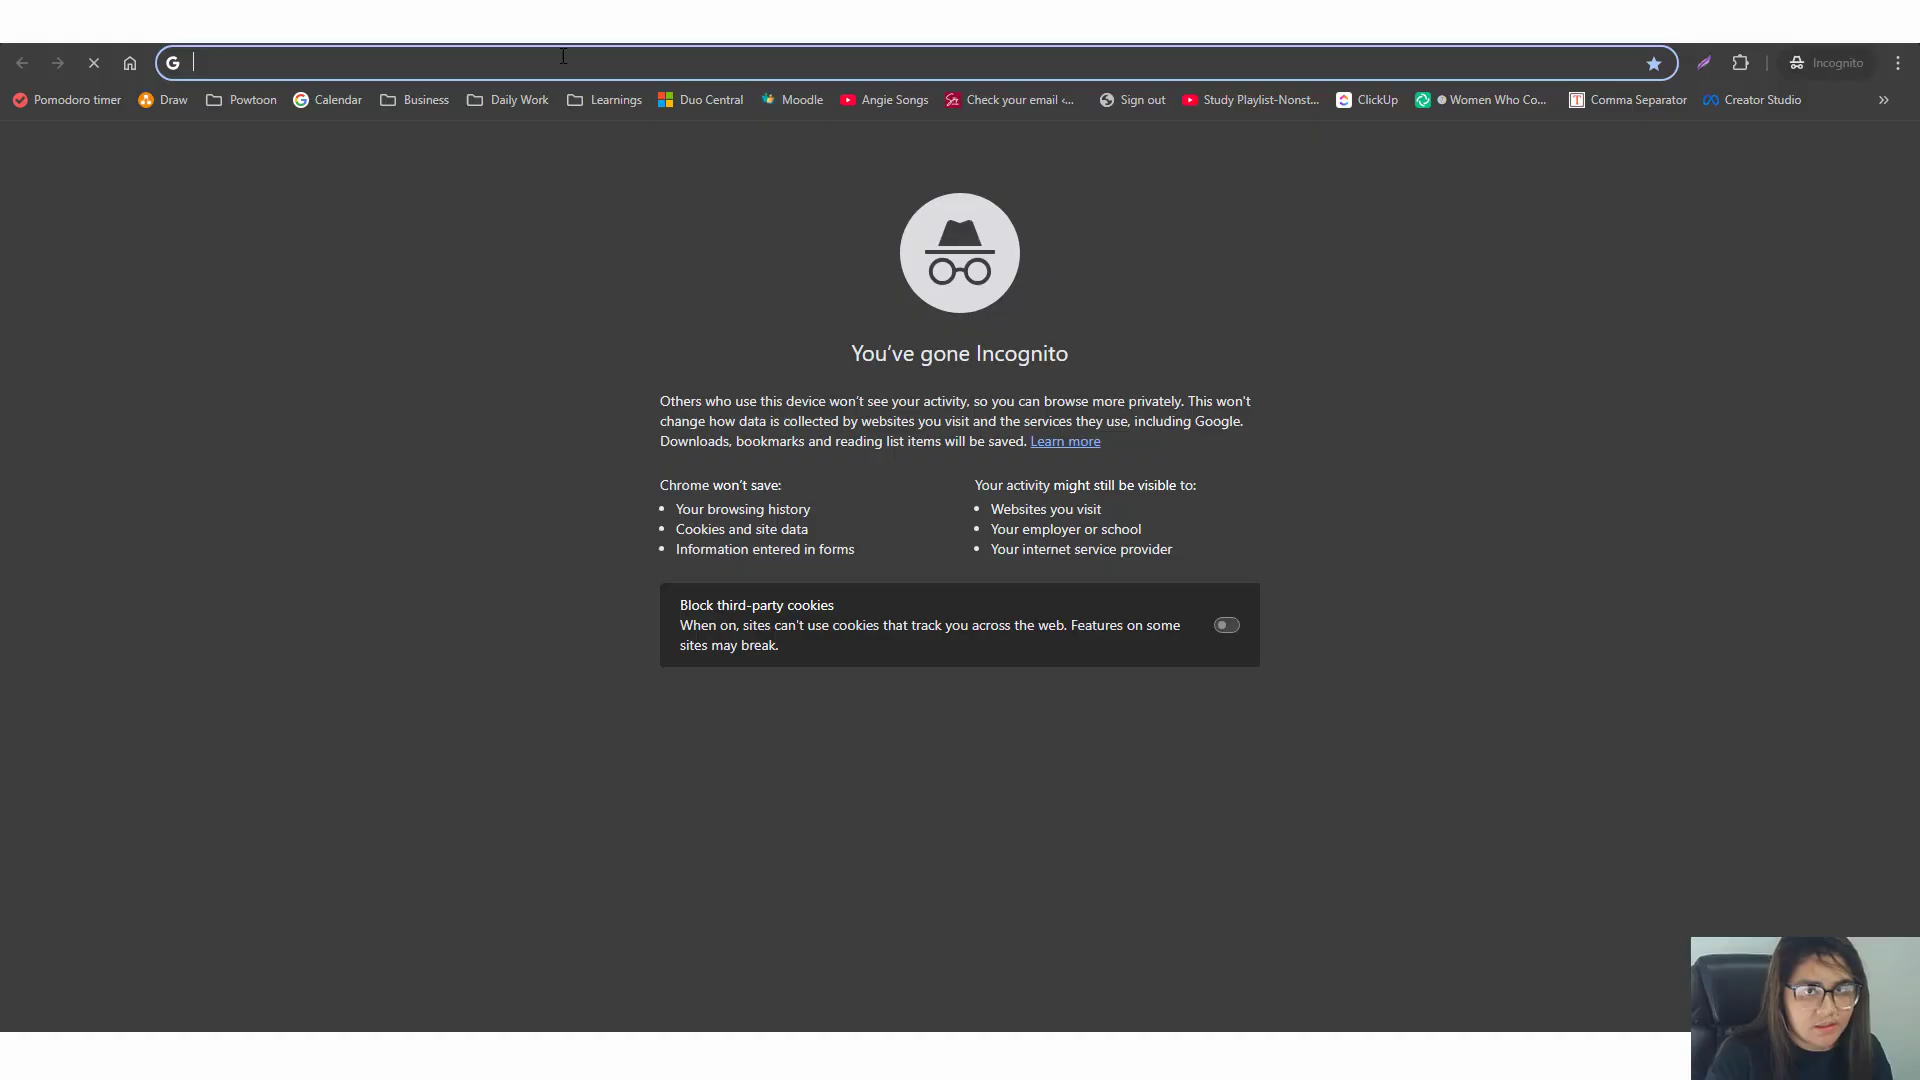 Incognito
Pomodoro timer Draw Powtoon Calendar Business Daily Work Learnings Duo Central Moodle Angie Songs Check your email ‹... Sign out Study Playlist-Nonst... ClickUp Women Who Co... Comma Separator Creator Studio »
You've gone Incognito
Others who use this device won't see your activity, so you can browse more privately. This won't
change how data is collected by websites you visit and the services they use, including Google.
Downloads, bookmarks and reading list items will be saved. Learn more
Chrome won't save:
Your browsing history
Cookies and site data
Information entered in forms
Your activity might still be visible to:
Websites you visit
Your employer or school
Your internet service provider
Block third-party cookies
When on, sites can't use cookies that track you across the web. Features on some
sites may break.